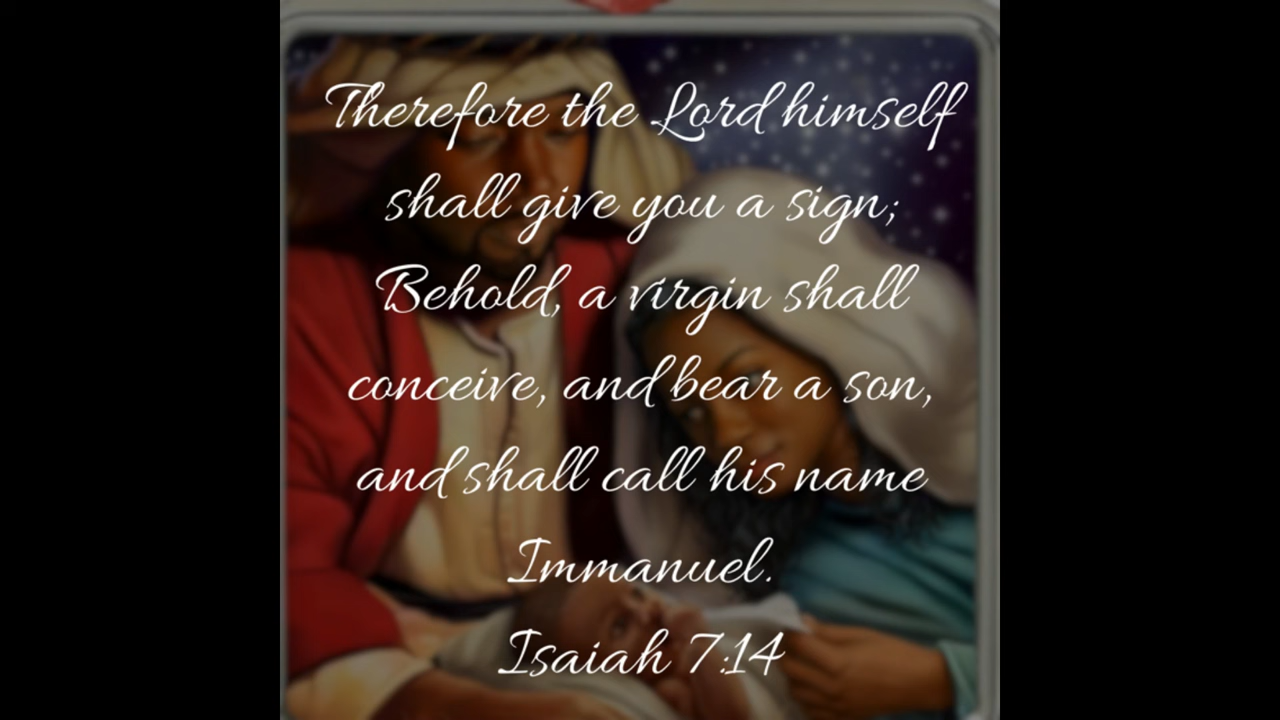 Therefore the Lord himself
shall give you a sign;
Behold, a virgin shall
conceive, and bear a son,
and shall call his name
Immanuel.
Isaiah 7:14